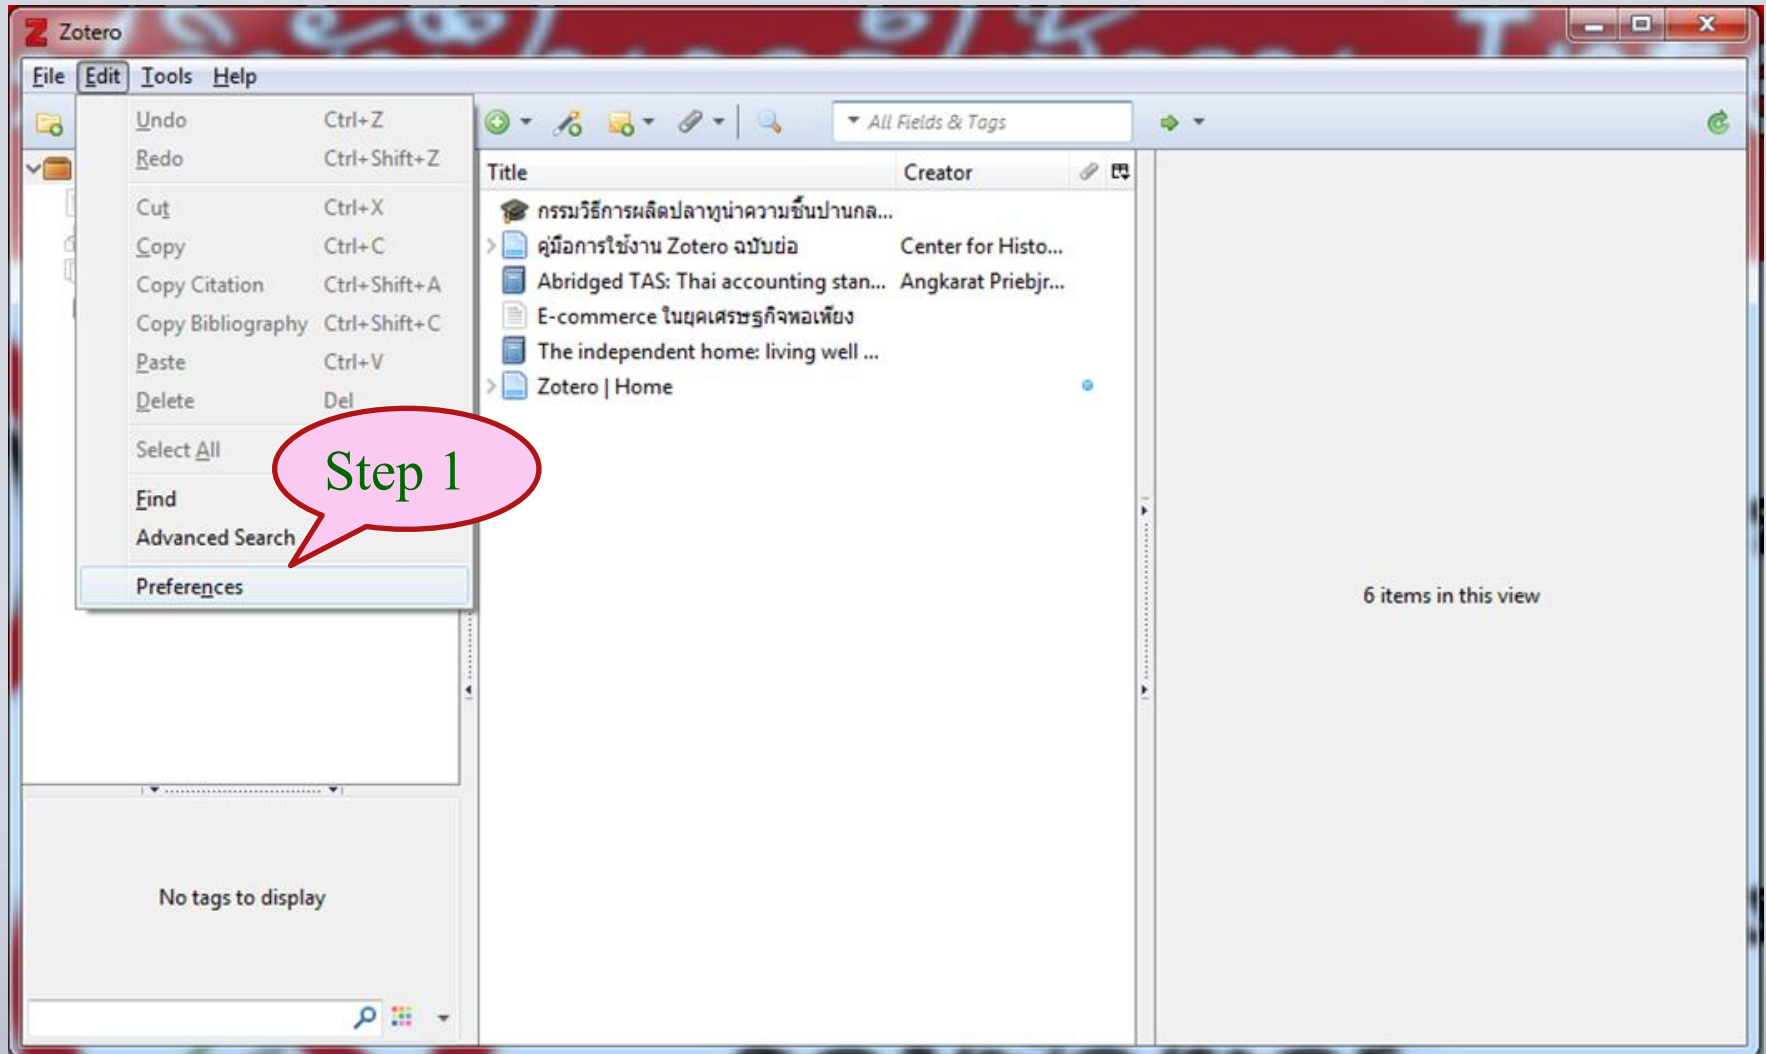 Zotero
File Edit Tools Help
Undo Ctrl+Z
Redo Ctrl+Shift+Z
Cut Ctrl+X
Copy Ctrl+C
Copy Citation Ctrl+Shift+A
Copy Bibliography Ctrl+Shift+C
Paste Ctrl+V
Delete Del
Select All
Find
Advanced Search
Preferences
Step 1
All Fields & Tags
Title Creator
กรรมวิธีการผลิตปลาทูน่าความชื้นปานกล...
คู่มือการใช้งาน Zotero ฉบับย่อ Center for Histo...
Abridged TAS: Thai accounting stan... Angkarat Priebjr...
E-commerce ในยุคเศรษฐกิจพอเพียง
The independent home: living well ...
Zotero | Home
6 items in this view
No tags to display